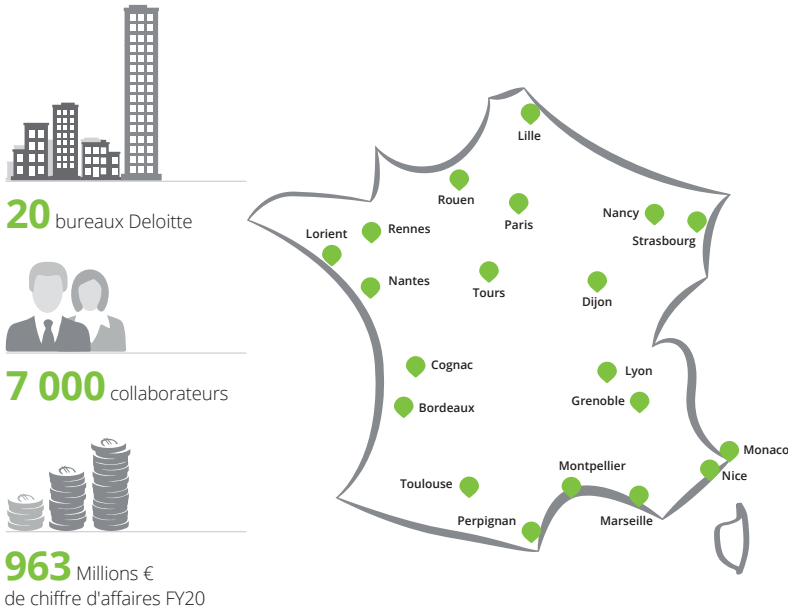 20 bureaux Deloitte
7 000 collaborateurs
963 Millions €
de chiffre d'affaires FY20
Lille
Rouen
Paris
Nancy
Strasbourg
Lorient
Rennes
Nantes
Tours
Dijon
Cognac
Lyon
Grenoble
Bordeaux
Monaco
Nice
Montpellier
Toulouse
Perpignan
Marseille